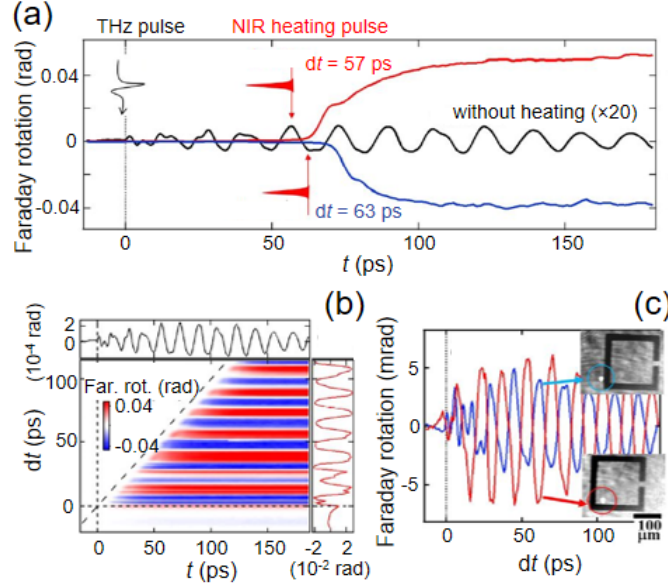 (a)
THz pulse NIR heating pulse
dt = 57 ps
without heating (×20)
dt = 63 ps
Faraday rotation (rad)
0.04
0
-0.04
0 50 100 150
t (ps)
(b)
(10⁻⁴ rad)
2
0
Far. rot. (rad)
0.04
-0.04
dt (ps)
100
50
0
0 50 100 150
t (ps)
-2 2
(10⁻² rad)
(c)
Faraday rotation (mrad)
5
0
-5
0 50 100
dt (ps)
100
μm